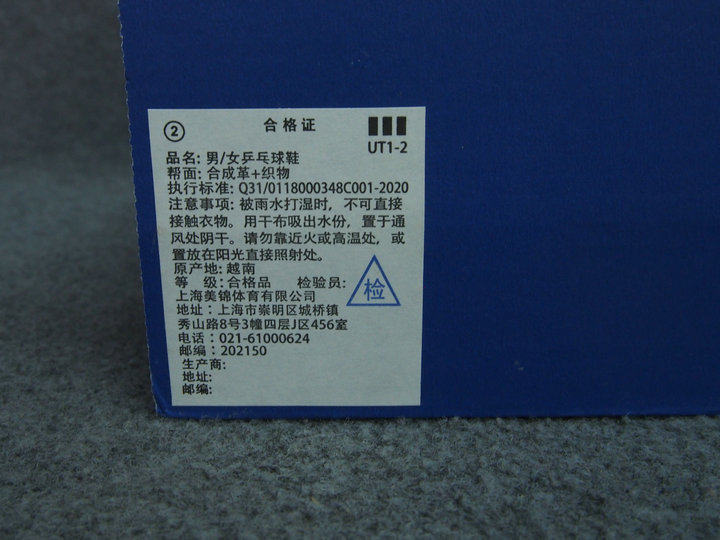 ② 合格证
UT1-2
品名: 男/女乒乓球鞋
帮面: 合成革+织物
执行标准: Q31/0118000348C001-2020
注意事项: 被雨水打湿时，不可直接
接触衣物。用干布吸出水份，置于通
风处阴干。请勿靠近火或高温处，或
置放在阳光直接照射处。
原产地: 越南
等 级: 合格品 检验员:
检
上海美锦体育有限公司
地址: 上海市崇明区城桥镇
秀山路8号3幢四层J区456室
电话: 021-61000624
邮编: 202150
生产商:
地址:
邮编: